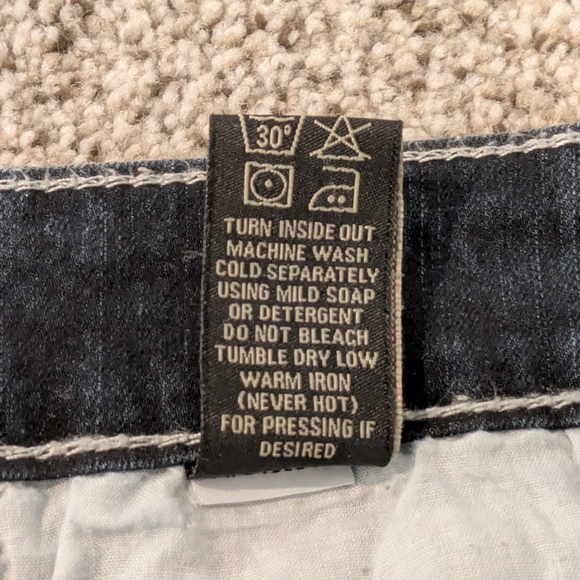 30°
TURN INSIDE OUT
MACHINE WASH
COLD SEPARATELY
USING MILD SOAP
OR DETERGENT
DO NOT BLEACH
TUMBLE DRY LOW
WARM IRON
(NEVER HOT)
FOR PRESSING IF
DESIRED